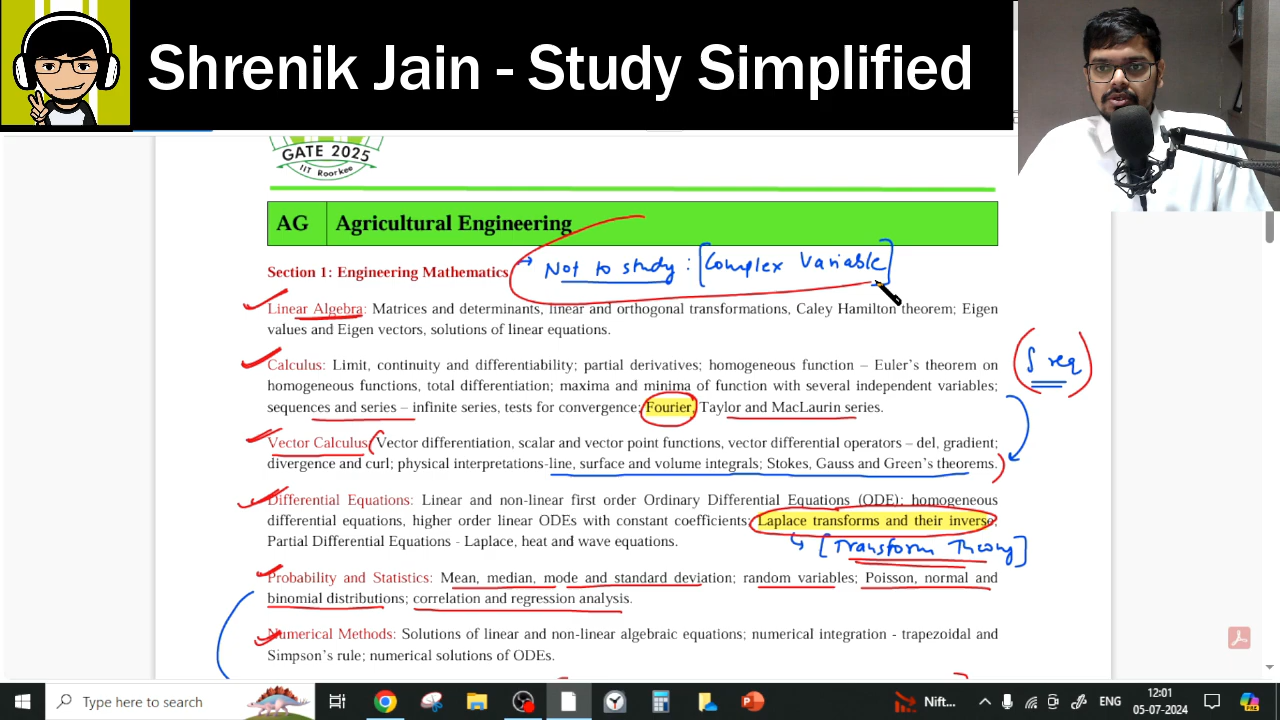 Shrenik Jain - Study Simplified
GATE 2025
IIT Roorkee
AG Agricultural Engineering
Section 1: Engineering Mathematics → Not to study : [Complex Variable]
Linear Algebra: Matrices and determinants, linear and orthogonal transformations, Caley Hamilton theorem; Eigen
values and Eigen vectors, solutions of linear equations.
∫ req
Calculus: Limit, continuity and differentiability; partial derivatives; homogeneous function – Euler's theorem on
homogeneous functions, total differentiation; maxima and minima of function with several independent variables;
sequences and series – infinite series, tests for convergence; Fourier, Taylor and MacLaurin series.
Vector Calculus: Vector differentiation, scalar and vector point functions, vector differential operators – del, gradient;
divergence and curl; physical interpretations-line, surface and volume integrals; Stokes, Gauss and Green's theorems.
Differential Equations: Linear and non-linear first order Ordinary Differential Equations (ODE); homogeneous
differential equations, higher order linear ODEs with constant coefficients; Laplace transforms and their inverse;
Partial Differential Equations - Laplace, heat and wave equations.
[Transform Theory]
Probability and Statistics: Mean, median, mode and standard deviation; random variables; Poisson, normal and
binomial distributions; correlation and regression analysis.
Numerical Methods: Solutions of linear and non-linear algebraic equations; numerical integration - trapezoidal and
Simpson's rule; numerical solutions of ODEs.
Type here to search
Nift...
ENG
12:01
05-07-2024